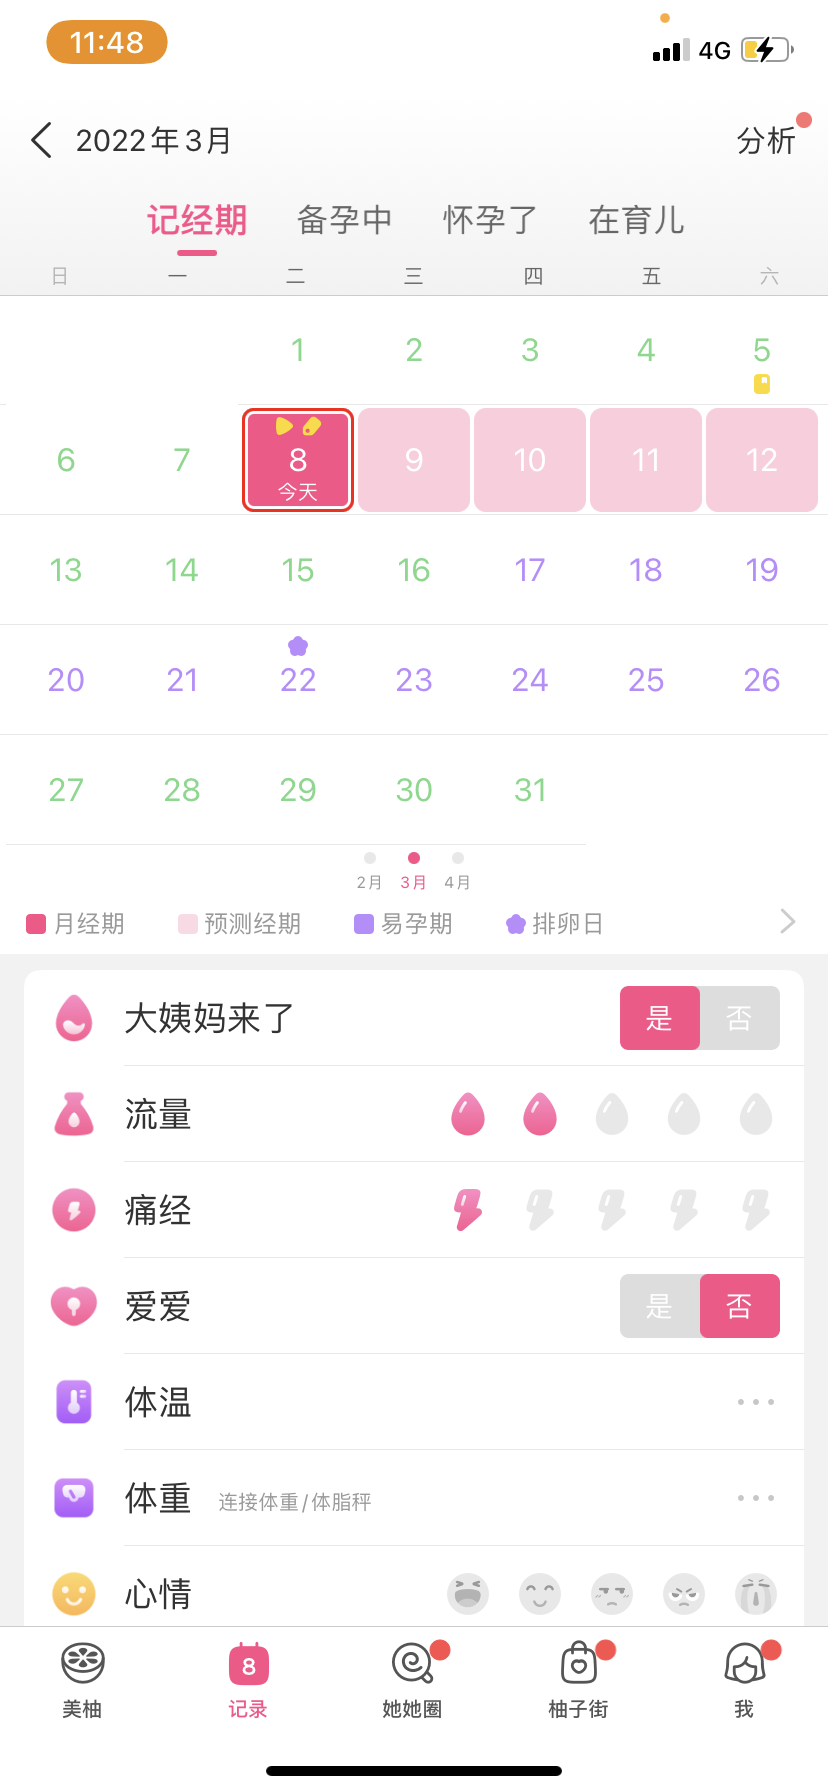 11:48 4G
2022年3月 分析
记经期 备孕中 怀孕了 在育儿
日 一 二 三 四 五 六
1 2 3 4 5
6 7 8 9 10 11 12
今天
13 14 15 16 17 18 19
20 21 22 23 24 25 26
27 28 29 30 31
2月 3月 4月
月经期 预测经期 易孕期 排卵日
大姨妈来了 是 否
流量
痛经
爱爱 是 否
体温
体重 连接体重/体脂秤
心情
8
美柚 记录 她她圈 柚子街 我